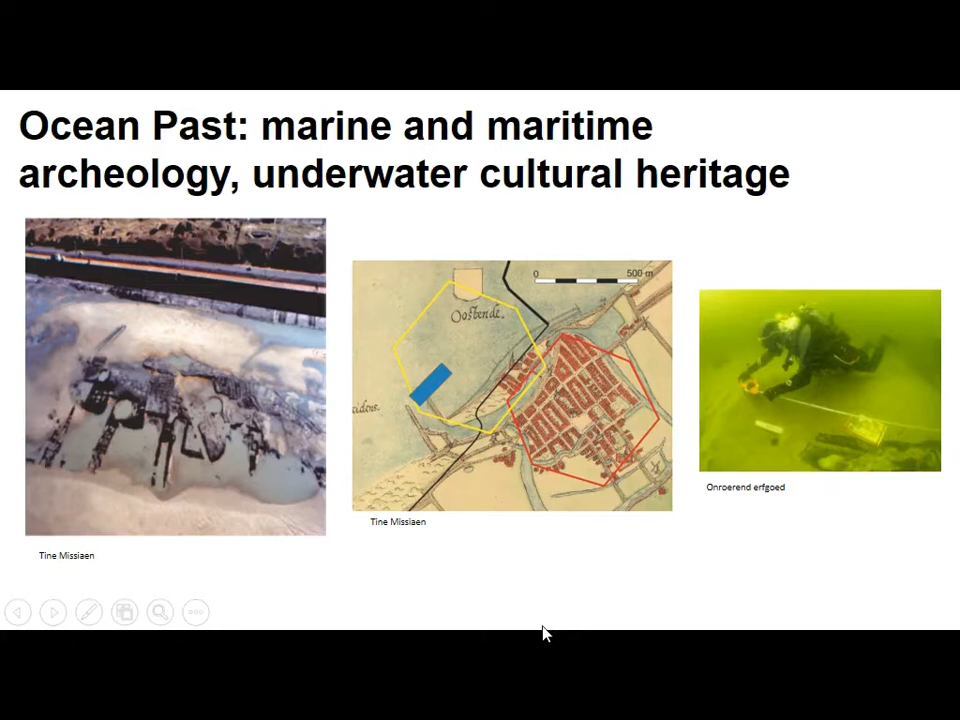 Ocean Past: marine and maritime
archeology, underwater cultural heritage
0 500 m
Oostende.
Tine Missiaen
Tine Missiaen
Onroerend erfgoed